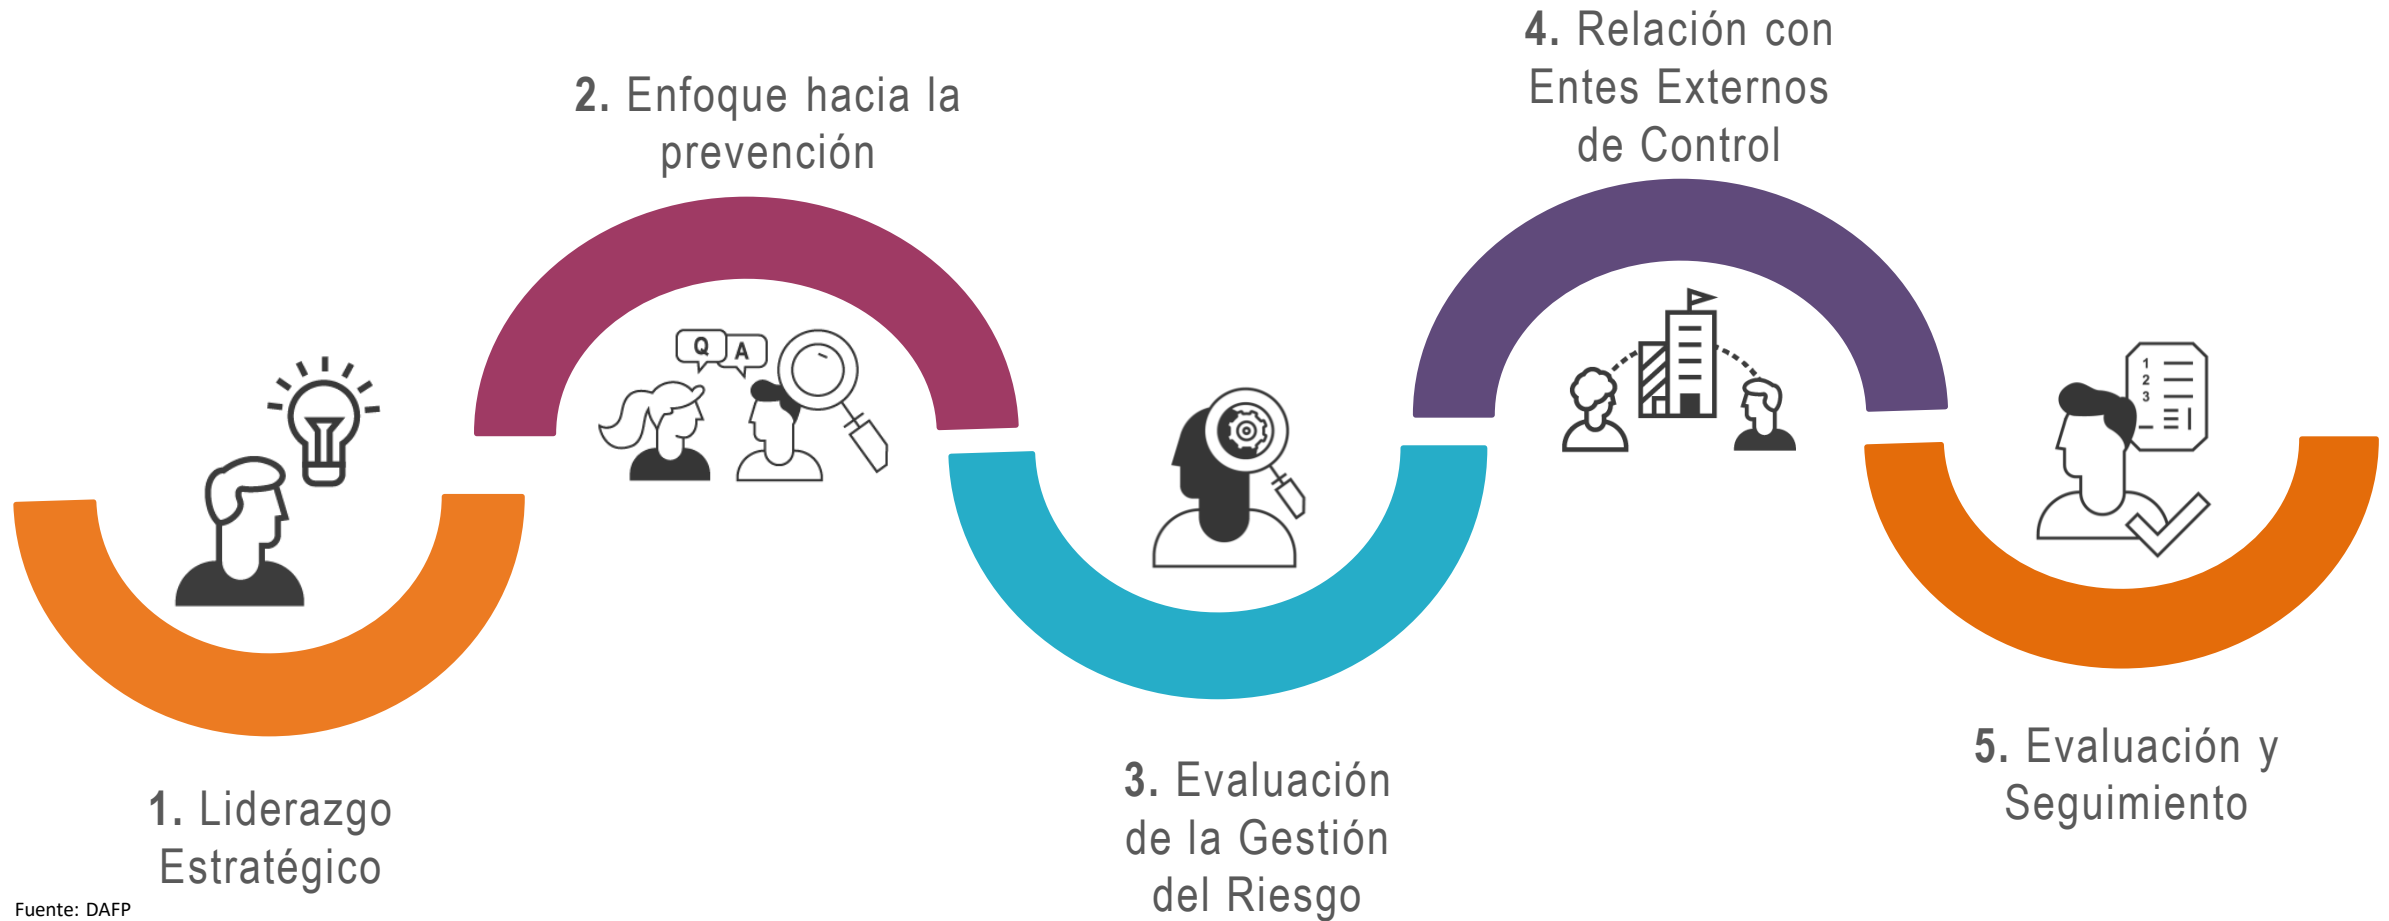 1. Liderazgo
Estratégico
2. Enfoque hacia la
prevención
Q A
3. Evaluación
de la Gestión
del Riesgo
4. Relación con
Entes Externos
de Control
1
2
3
5. Evaluación y
Seguimiento
Fuente: DAFP